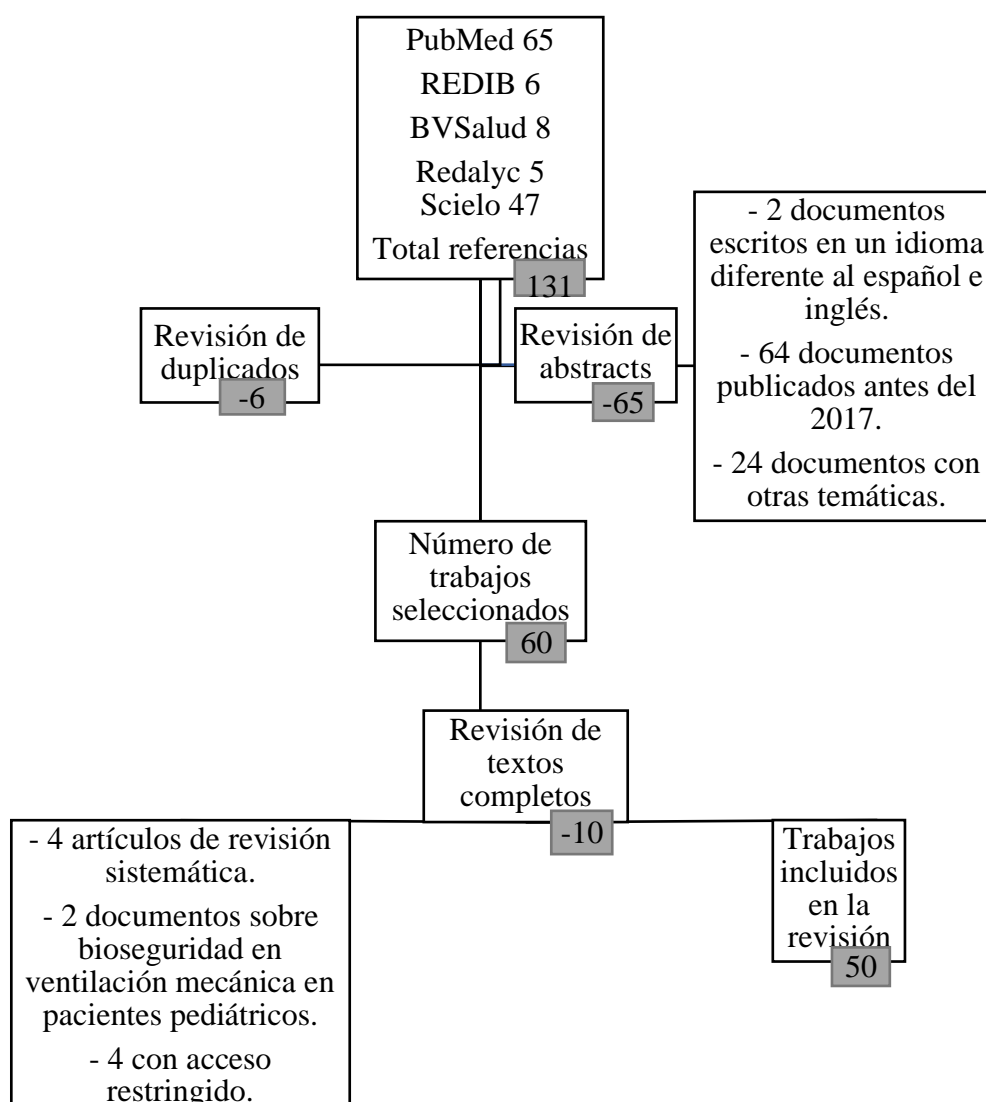 PubMed 65
REDIB 6
BVSalud 8
Redalyc 5
Scielo 47
Total referencias
131
Revisión de
duplicados
-6
Revisión de
abstracts
-65
- 2 documentos
escritos en un idioma
diferente al español e
inglés.
- 64 documentos
publicados antes del
2017.
- 24 documentos con
otras temáticas.
Número de
trabajos
seleccionados
60
Revisión de
textos
completos
-10
- 4 artículos de revisión
sistemática.
- 2 documentos sobre
bioseguridad en
ventilación mecánica en
pacientes pediátricos.
- 4 con acceso
restringido.
Trabajos
incluidos
en la
revisión
50